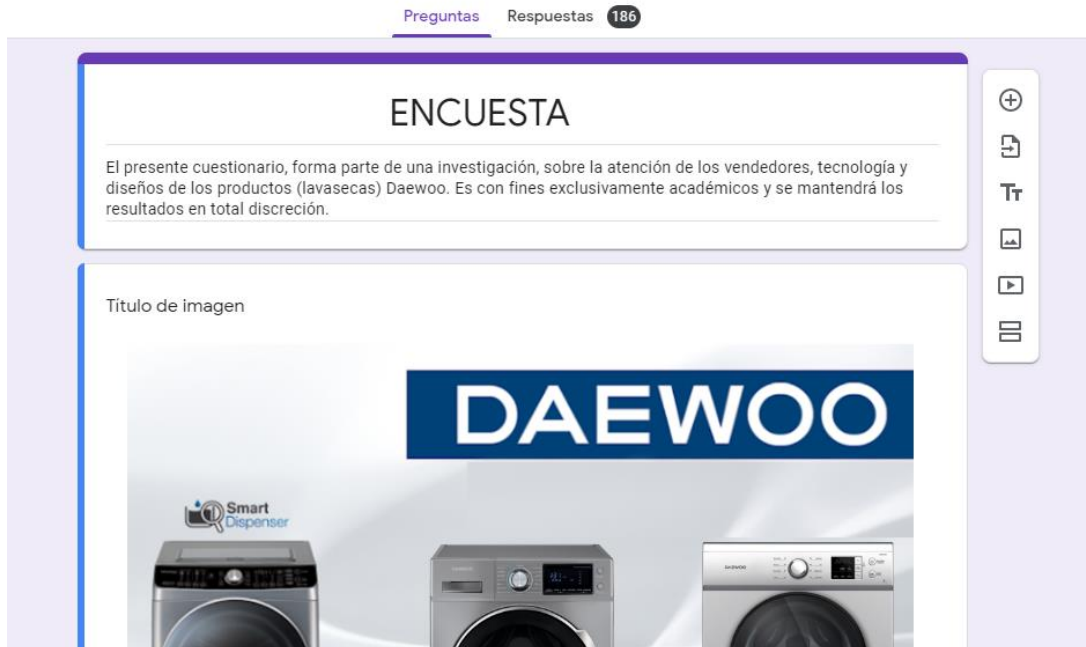 Preguntas Respuestas 186
ENCUESTA
El presente cuestionario, forma parte de una investigación, sobre la atención de los vendedores, tecnología y
diseños de los productos (lavasecas) Daewoo. Es con fines exclusivamente académicos y se mantendrá los
resultados en total discreción.
Título de imagen
DAEWOO
Smart
Dispenser
DAEWOO